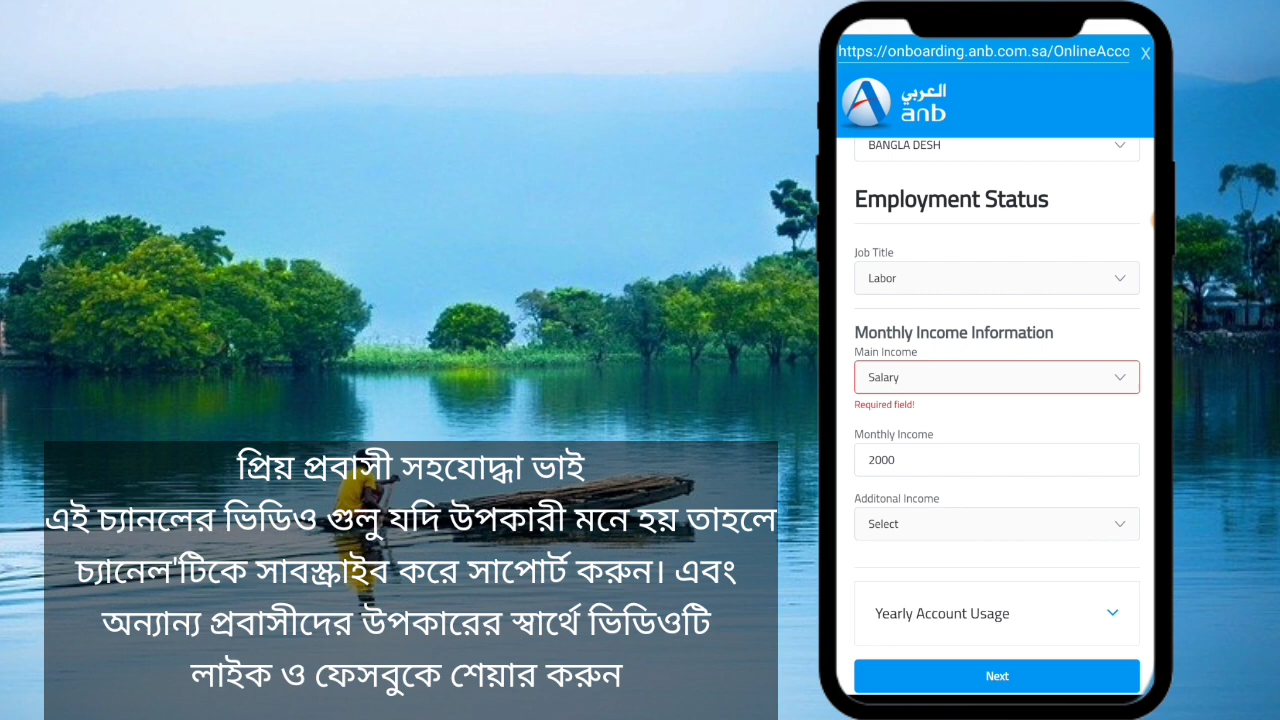 প্রিয় প্রবাসী সহযোদ্ধা ভাই
এই চ্যানলের ভিডিও গুলু যদি উপকারী মনে হয় তাহলে
চ্যানেল'টিকে সাবস্ক্রাইব করে সাপোর্ট করুন। এবং
অন্যান্য প্রবাসীদের উপকারের স্বার্থে ভিডিওটি
লাইক ও ফেসবুকে শেয়ার করুন
https://onboarding.anb.com.sa/OnlineAcco X
العربي
anb
BANGLA DESH
Employment Status
Job Title
Labor
Monthly Income Information
Main Income
Salary
Required field!
Monthly Income
2000
Additonal Income
Select
Yearly Account Usage
Next